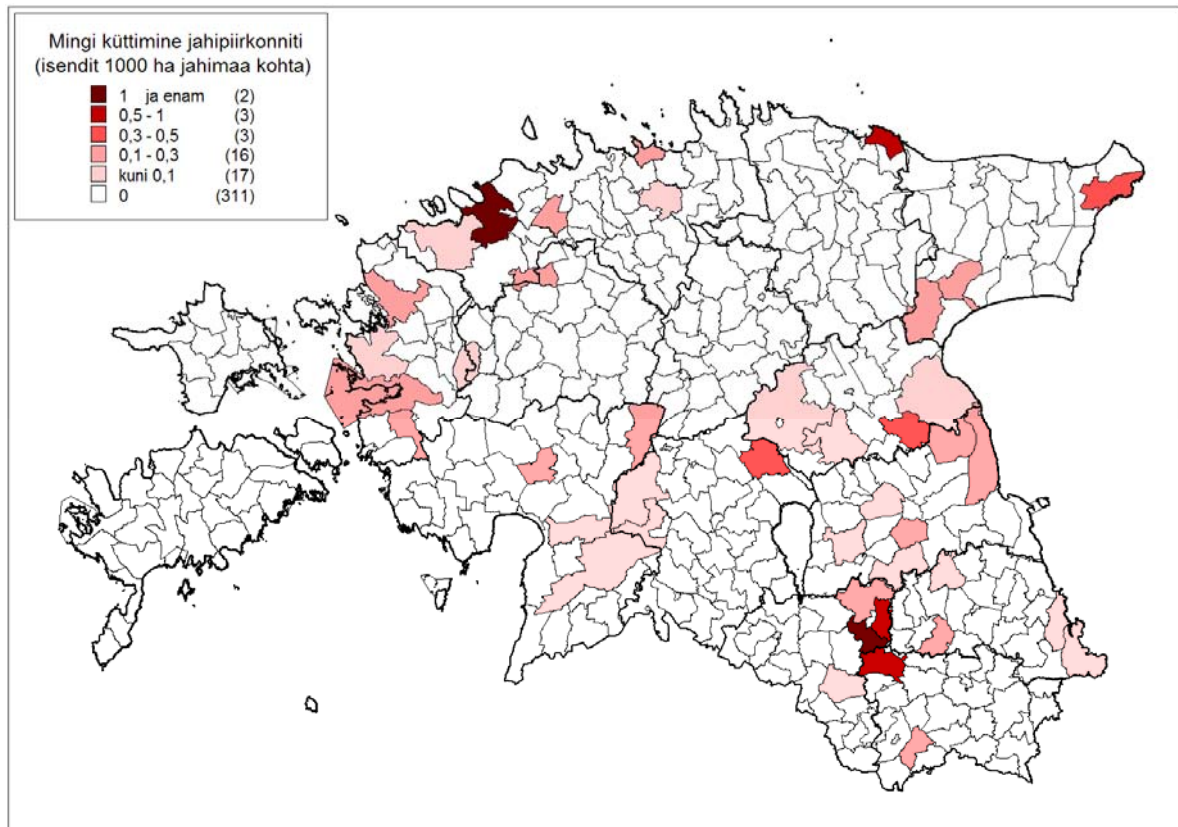 Mingi küttimine jahipiirkonniti
(isendit 1000 ha jahimaa kohta)
1 ja enam (2)
0,5 - 1 (3)
0,3 - 0,5 (3)
0,1 - 0,3 (16)
kuni 0,1 (17)
0 (311)